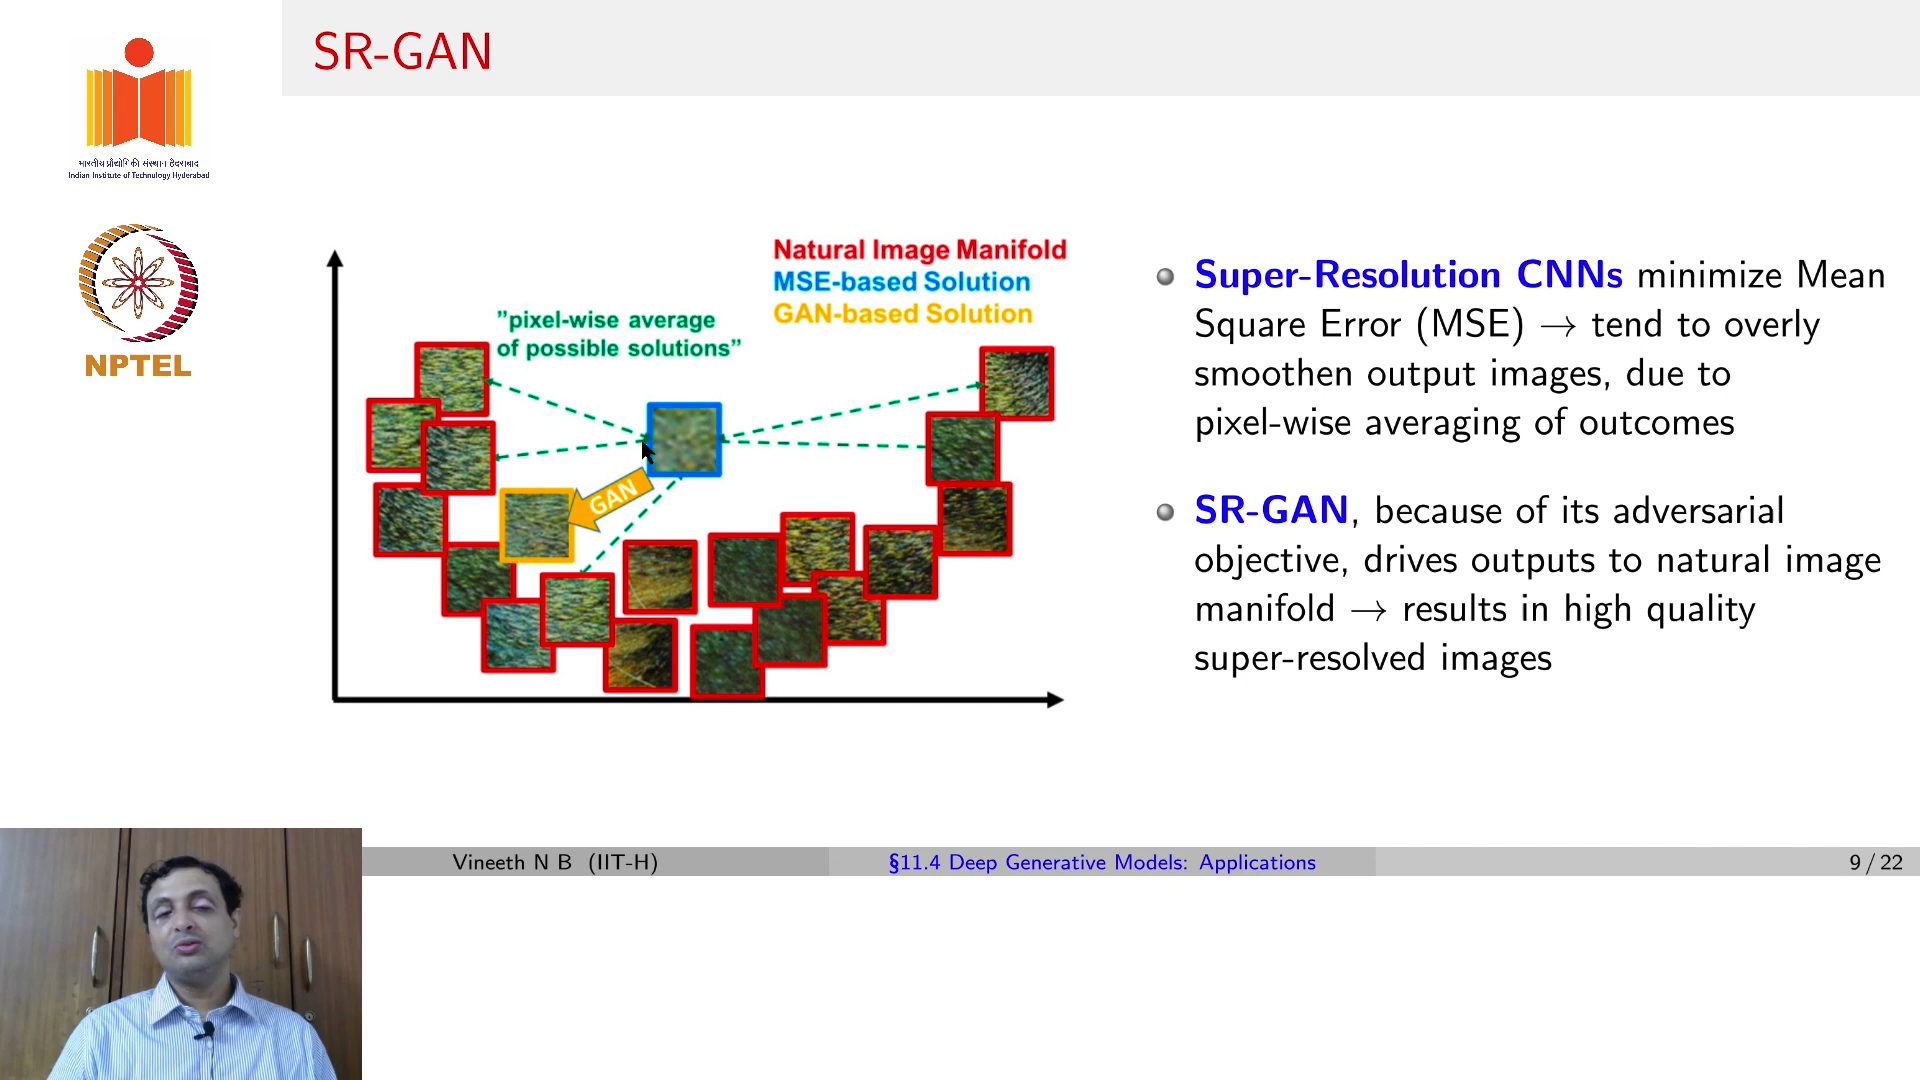 SR-GAN
भारतीय प्रौद्योगिकी संस्थान हैदराबाद
Indian Institute of Technology Hyderabad
NPTEL
Natural Image Manifold
MSE-based Solution
GAN-based Solution
”pixel-wise average
of possible solutions”
GAN
Super-Resolution CNNs minimize Mean
Square Error (MSE) → tend to overly
smoothen output images, due to
pixel-wise averaging of outcomes
SR-GAN, because of its adversarial
objective, drives outputs to natural image
manifold → results in high quality
super-resolved images
Vineeth N B (IIT-H)
§11.4 Deep Generative Models: Applications
9 / 22